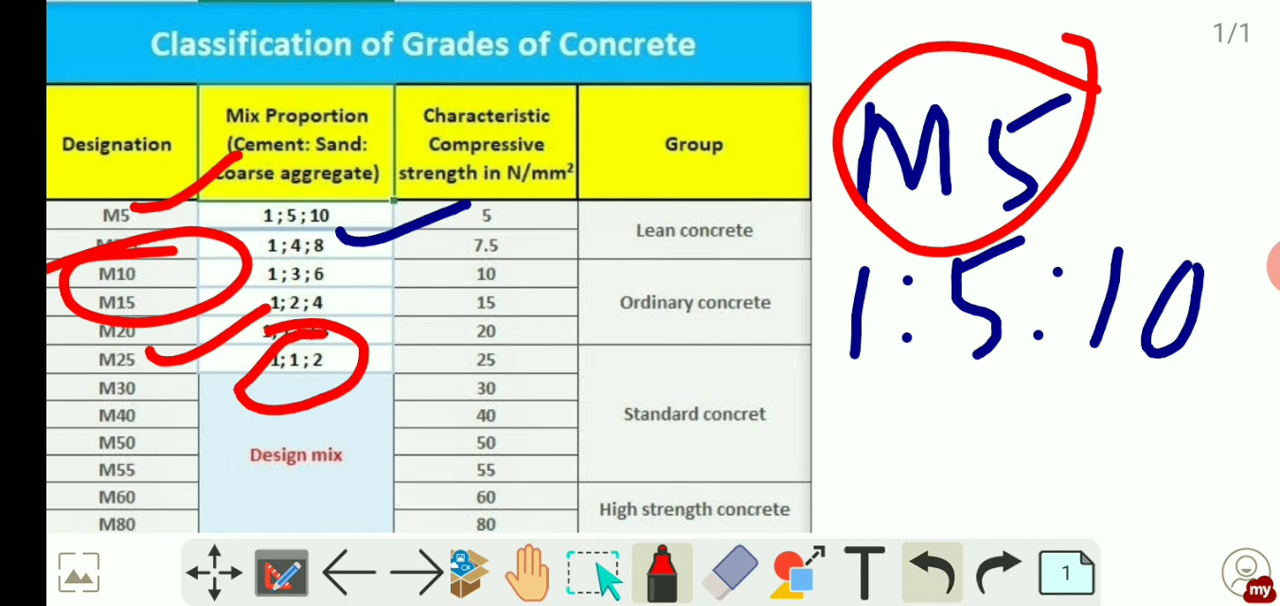 1/1
Classification of Grades of Concrete
Designation
Mix Proportion
(Cement: Sand:
coarse aggregate)
Characteristic
Compressive
strength in N/mm²
Group
M5 1 ; 5 ; 10 5
1 ; 4 ; 8 7.5
Lean concrete
M10 1 ; 3 ; 6 10
M15 1; 2 ; 4 15
M20 20
Ordinary concrete
M25 1; 1 ; 2 25
M30 30
M40 40
M50 50
M55 55
Design mix
Standard concret
M60 60
M80 80
High strength concrete
M5
1:5:10
T
1
my